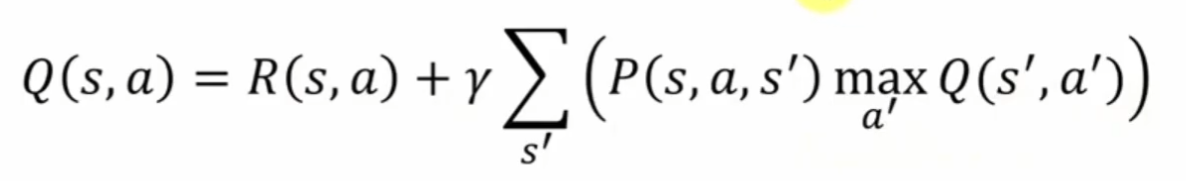 Q(s, a) = R(s, a) + γ ∑_{s′} (P(s, a, s′) max_{a′} Q(s′, a′))